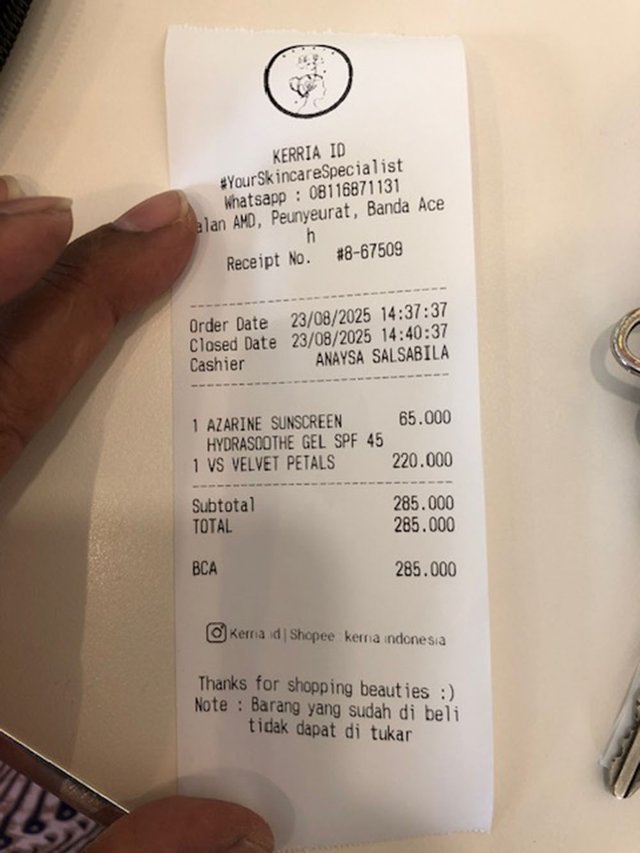 KERRIA ID
#YourSkincareSpecialist
Whatsapp : 08116871131
alan AMD, Peunyeurat, Banda Ace
h
Receipt No. #8-67509
Order Date 23/08/2025 14:37:37
Closed Date 23/08/2025 14:40:37
Cashier ANAYSA SALSABILA
1 AZARINE SUNSCREEN 65.000
HYDRASOOTHE GEL SPF 45
1 VS VELVET PETALS 220.000
Subtotal 285.000
TOTAL 285.000
BCA 285.000
Kerria id | Shopee : kerria indonesia
Thanks for shopping beauties :)
Note : Barang yang sudah di beli
tidak dapat di tukar